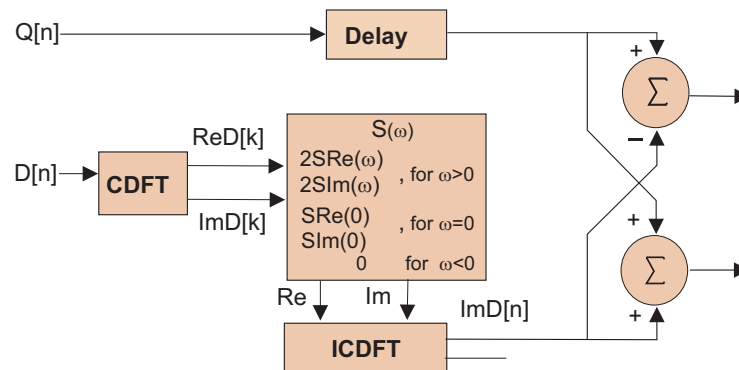 Q[n]
Delay
+
Σ
−
D[n]
CDFT
ReD[k]
ImD[k]
S(ω)
2SRe(ω)
2SIm(ω)
, for ω>0
SRe(0)
SIm(0)
, for ω=0
0 for ω<0
+
Σ
+
Re
Im
ImD[n]
ICDFT